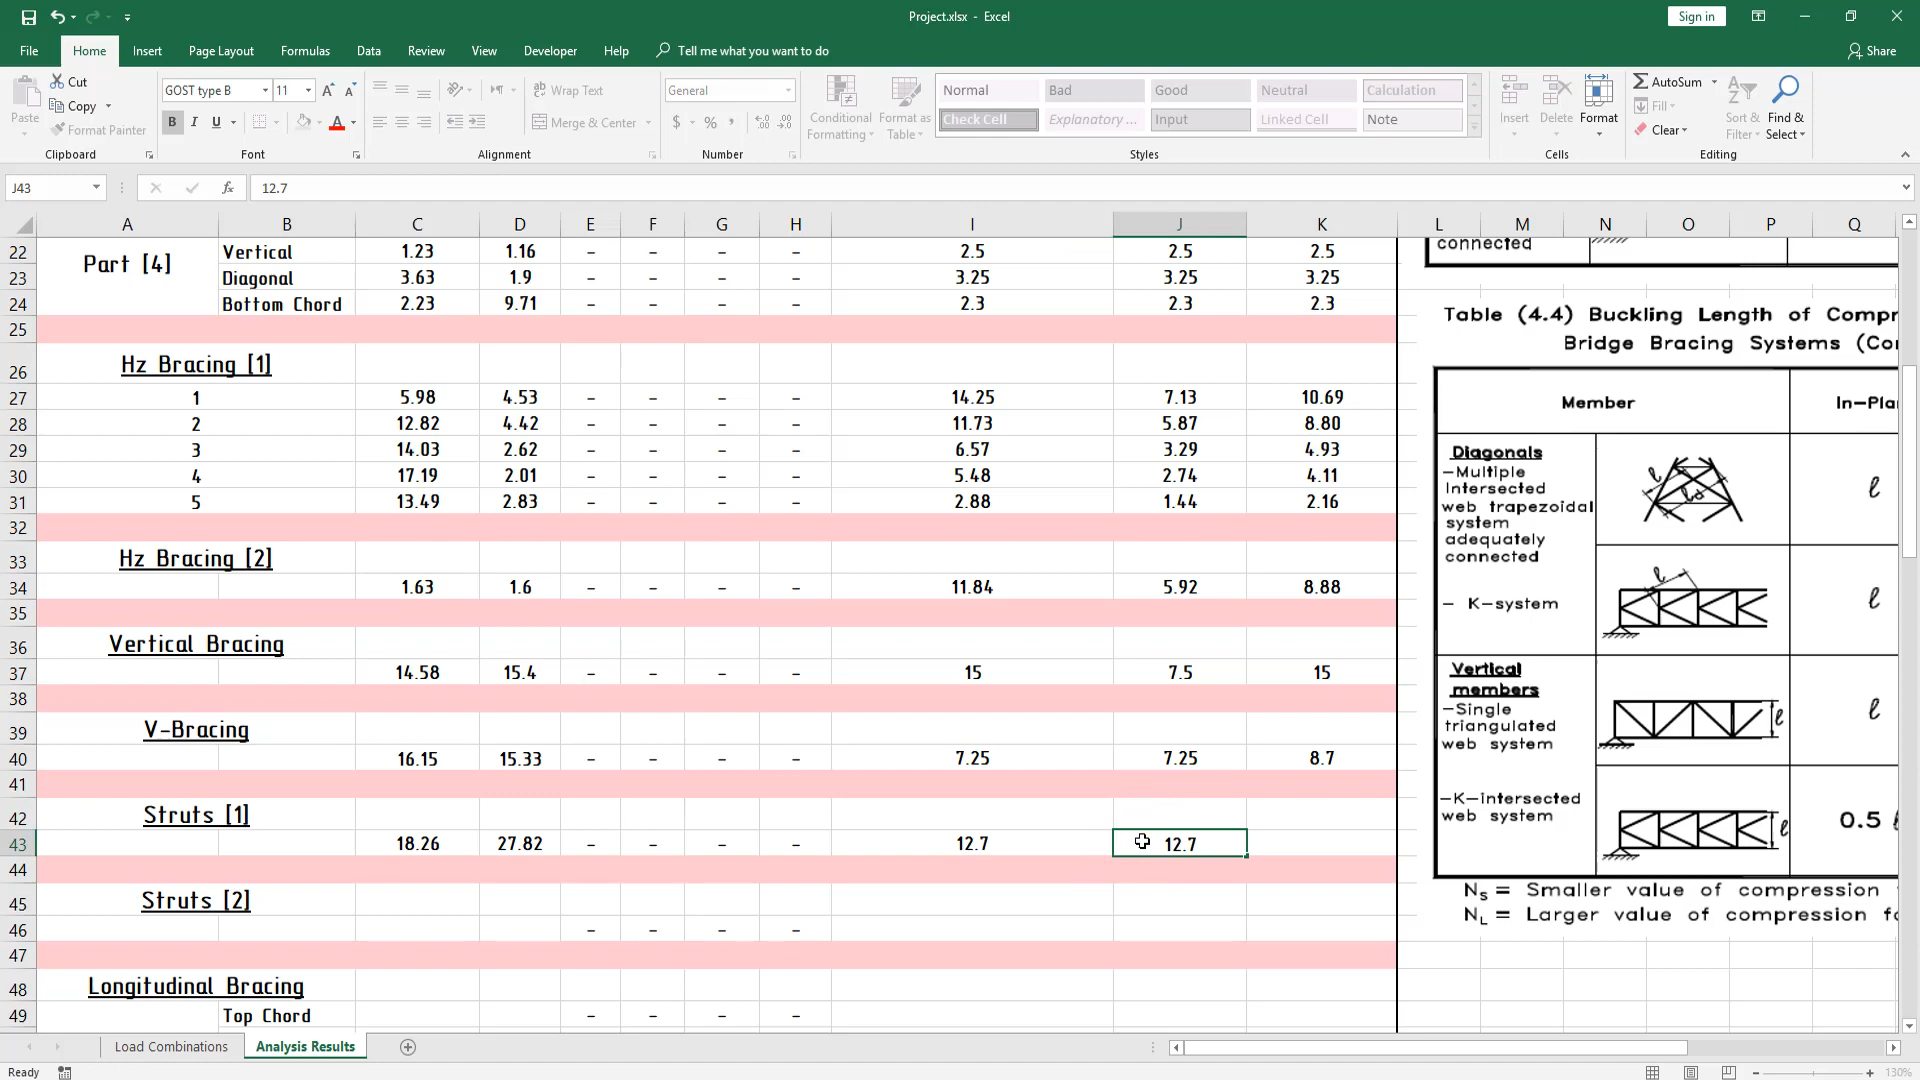 Project.xlsx - Excel
Sign in
File Home Insert Page Layout Formulas Data Review View Developer Help Tell me what you want to do
Share
Paste
Cut
Copy
Format Painter
Clipboard
GOST type B 11
B I U
Font
Wrap Text
Merge & Center
Alignment
General
$ % ,
Number
Conditional Formatting
Format as Table
Normal Bad Good Neutral Calculation
Check Cell Explanatory ... Input Linked Cell Note
Styles
Insert Delete Format
Cells
AutoSum
Fill
Clear
Sort & Filter
Find & Select
Editing
J43 fx 12.7
A B C D E F G H I J K L M N O P Q
22 Part [4] Vertical 1.23 1.16 - - - - 2.5 2.5 2.5
23 Diagonal 3.63 1.9 - - - - 3.25 3.25 3.25
24 Bottom Chord 2.23 9.71 - - - - 2.3 2.3 2.3
25
26 Hz Bracing [1]
27 1 5.98 4.53 - - - - 14.25 7.13 10.69
28 2 12.82 4.42 - - - - 11.73 5.87 8.80
29 3 14.03 2.62 - - - - 6.57 3.29 4.93
30 4 17.19 2.01 - - - - 5.48 2.74 4.11
31 5 13.49 2.83 - - - - 2.88 1.44 2.16
32
33 Hz Bracing [2]
34 1.63 1.6 - - - - 11.84 5.92 8.88
35
36 Vertical Bracing
37 14.58 15.4 - - - - 15 7.5 15
38
39 V-Bracing
40 16.15 15.33 - - - - 7.25 7.25 8.7
41
42 Struts [1]
43 18.26 27.82 - - - - 12.7 12.7
44
45 Struts [2]
46 - - - -
47
48 Longitudinal Bracing
49 Top Chord - - - -
connected
Table (4.4) Buckling Length of
Bridge Bracing Systems
Member
Diagonals
-Multiple
Intersected
web trapezoidal
system
adequately
connected
ℓ
ℓd
ℓ
- K-system
ℓ
ℓ
Vertical
members
-Single
triangulated
web system
ℓ
ℓ
-K-intersected
web system
ℓ
0.5
Ns = Smaller value of compression
NL = Larger value of compression
Load Combinations Analysis Results
Ready
130%